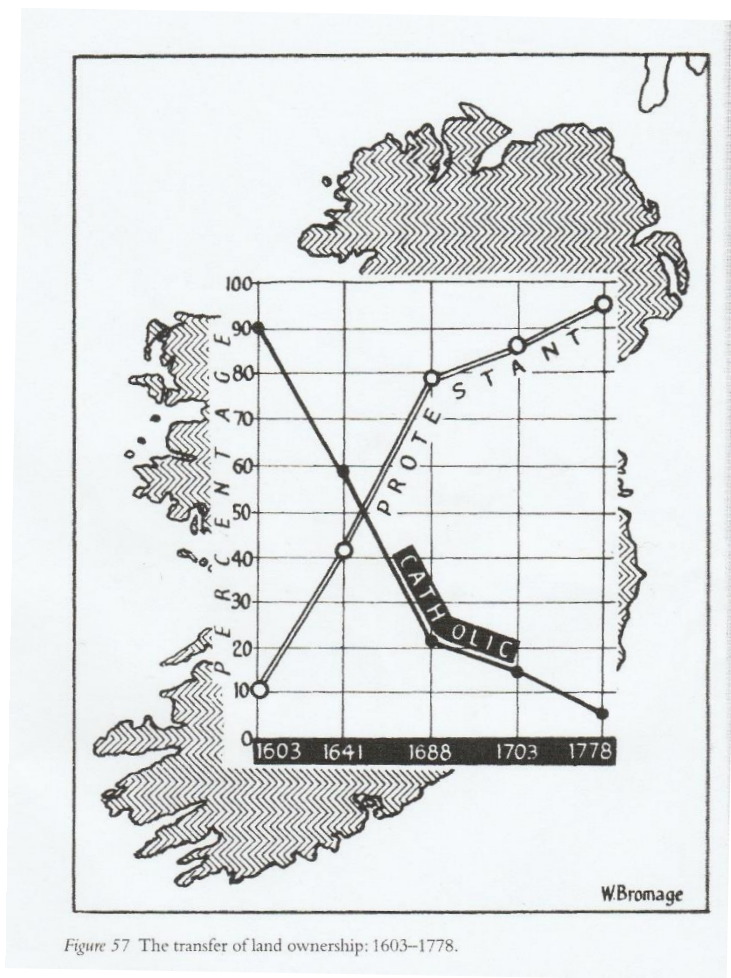 100
90
80
70
60
50
40
30
20
10
0
PERCENTAGE
PROTESTANT
CATHOLIC
1603 1641 1688 1703 1778
W.Bromage
Figure 57 The transfer of land ownership: 1603–1778.